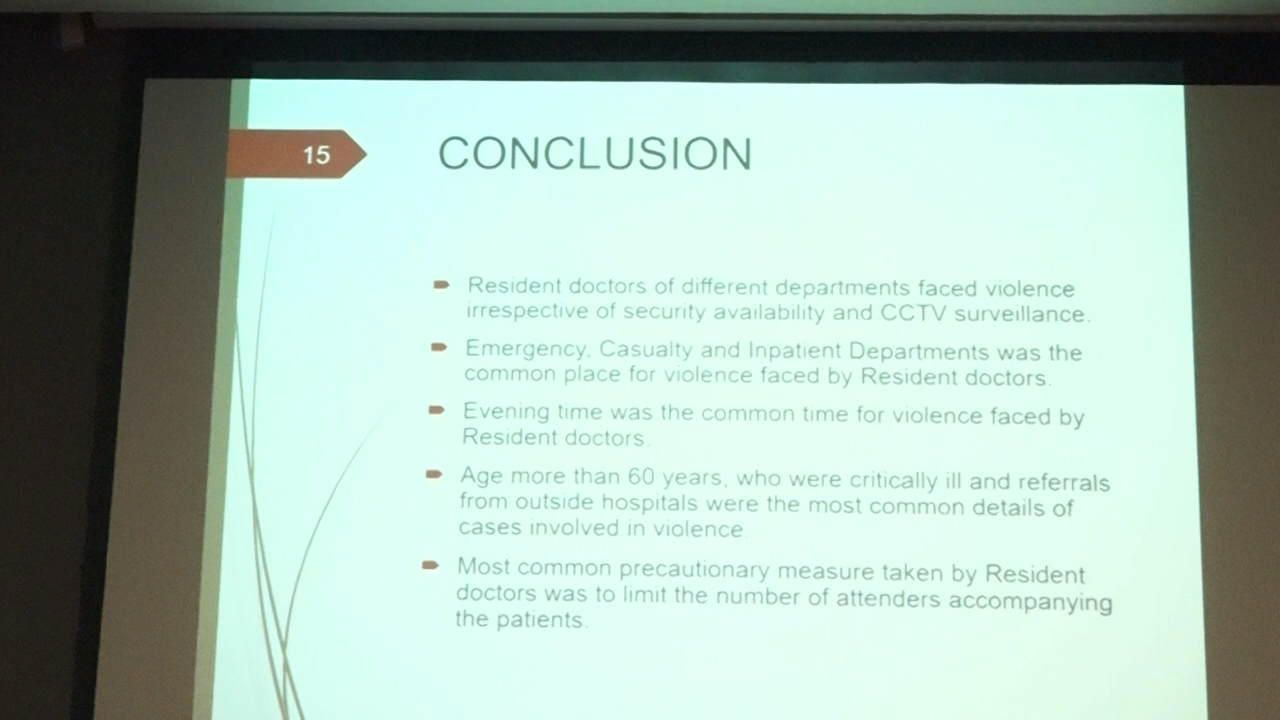 15
CONCLUSION
Resident doctors of different departments faced violence
irrespective of security availability and CCTV surveillance.
Emergency, Casualty and Inpatient Departments was the
common place for violence faced by Resident doctors.
Evening time was the common time for violence faced by
Resident doctors.
Age more than 60 years, who were critically ill and referrals
from outside hospitals were the most common details of
cases involved in violence.
Most common precautionary measure taken by Resident
doctors was to limit the number of attenders accompanying
the patients.